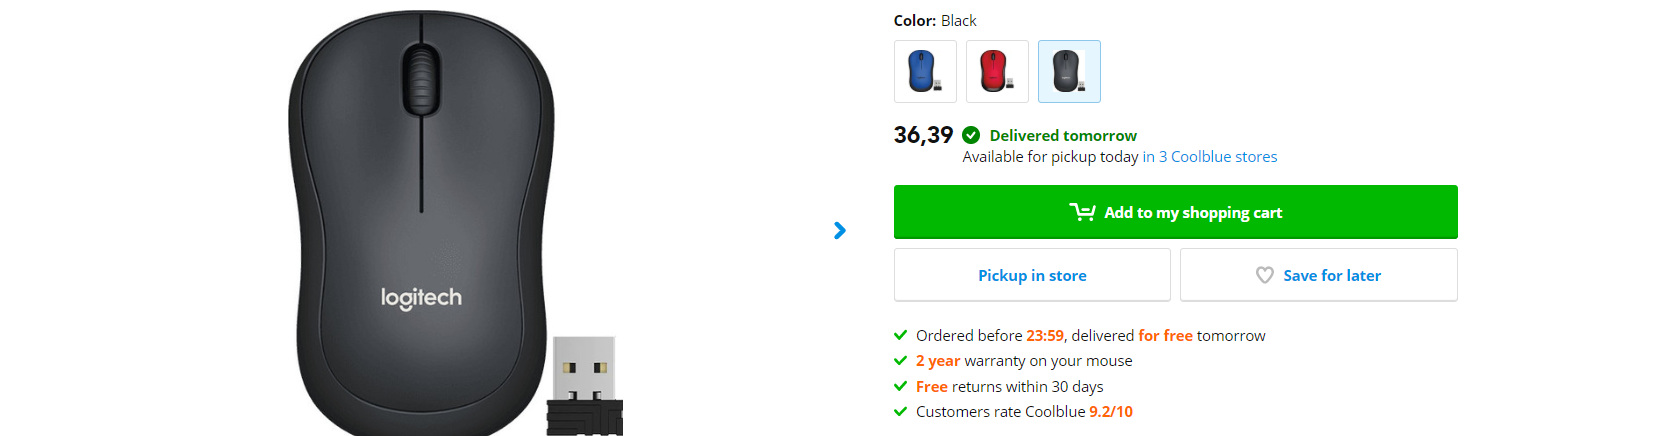 logitech
Color: Black
36,39
Delivered tomorrow
Available for pickup today in 3 Coolblue stores
Add to my shopping cart
Pickup in store
Save for later
Ordered before 23:59, delivered for free tomorrow
2 year warranty on your mouse
Free returns within 30 days
Customers rate Coolblue 9.2/10